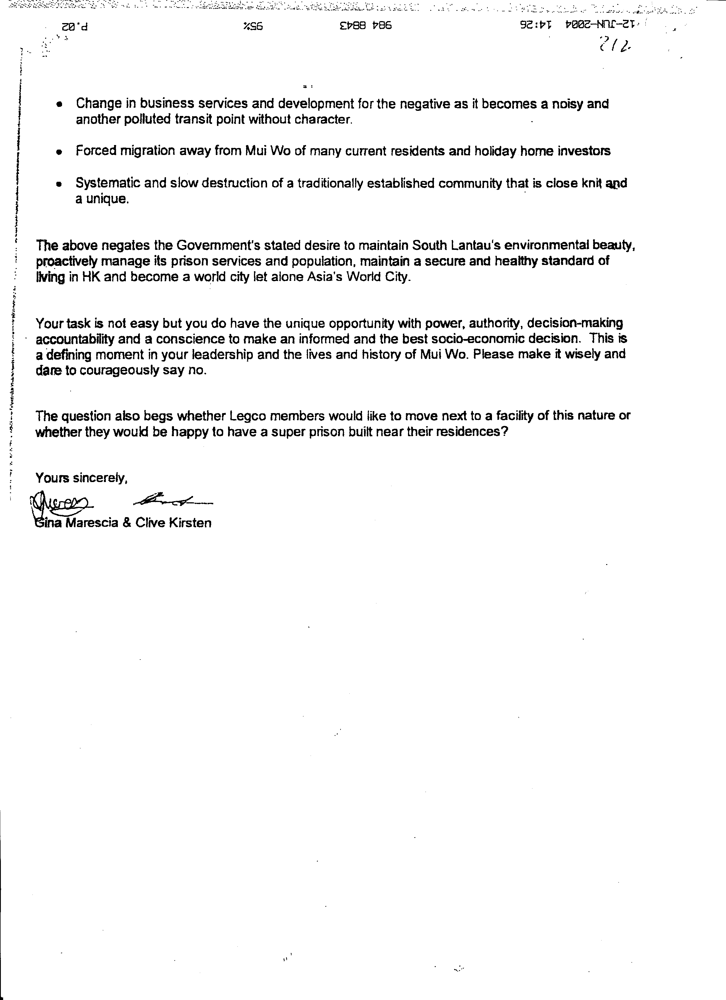 12-JUN-2004 14:26 984 8843 95% P.02
212
• Change in business services and development for the negative as it becomes a noisy and
another polluted transit point without character.
• Forced migration away from Mui Wo of many current residents and holiday home investors
• Systematic and slow destruction of a traditionally established community that is close knit and
a unique.
The above negates the Government's stated desire to maintain South Lantau's environmental beauty,
proactively manage its prison services and population, maintain a secure and healthy standard of
living in HK and become a world city let alone Asia's World City.
Your task is not easy but you do have the unique opportunity with power, authority, decision-making
accountability and a conscience to make an informed and the best socio-economic decision. This is
a defining moment in your leadership and the lives and history of Mui Wo. Please make it wisely and
dare to courageously say no.
The question also begs whether Legco members would like to move next to a facility of this nature or
whether they would be happy to have a super prison built near their residences?
Yours sincerely,
Gina Marescia & Clive Kirsten